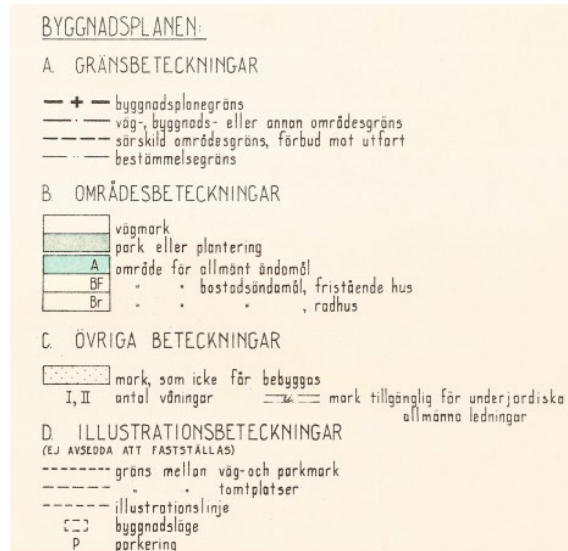 BYGGNADSPLANEN:
A. GRÄNSBETECKNINGAR
byggnadsplanegräns
väg-, byggnads- eller annan områdesgräns
särskild områdesgräns, förbud mot utfart
bestämmelsegräns
B. OMRÅDESBETECKNINGAR
vägmark
park eller plantering
A område för allmänt ändamål
BF " " bostadsändamål, fristående hus
Br " " " , radhus
C. ÖVRIGA BETECKNINGAR
mark, som icke får bebyggas
I, II antal våningar mark tillgänglig för underjordiska
allmänna ledningar
D. ILLUSTRATIONSBETECKNINGAR
(EJ AVSEDDA ATT FASTSTÄLLAS)
gräns mellan väg-och parkmark
" " tomtplatser
illustrationslinje
byggnadsläge
P parkering